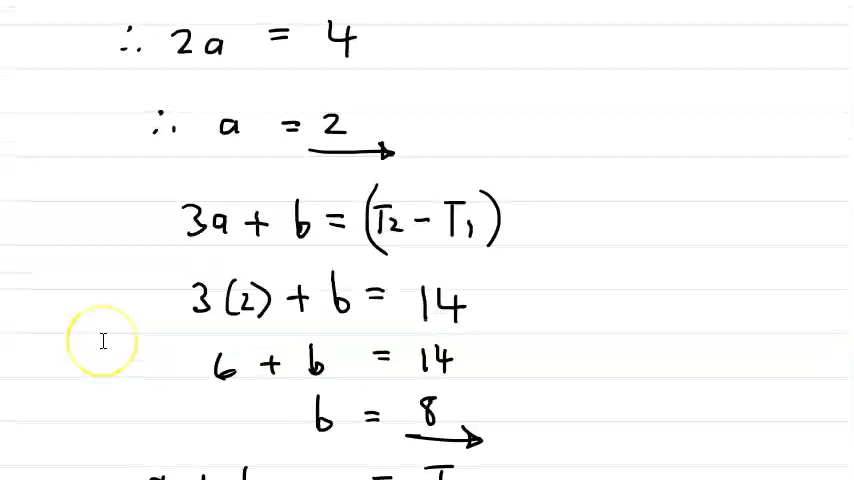 ∴ 2a = 4
∴ a = 2
3a + b = (T2 - T1)
3(2) + b = 14
6 + b = 14
b = 8